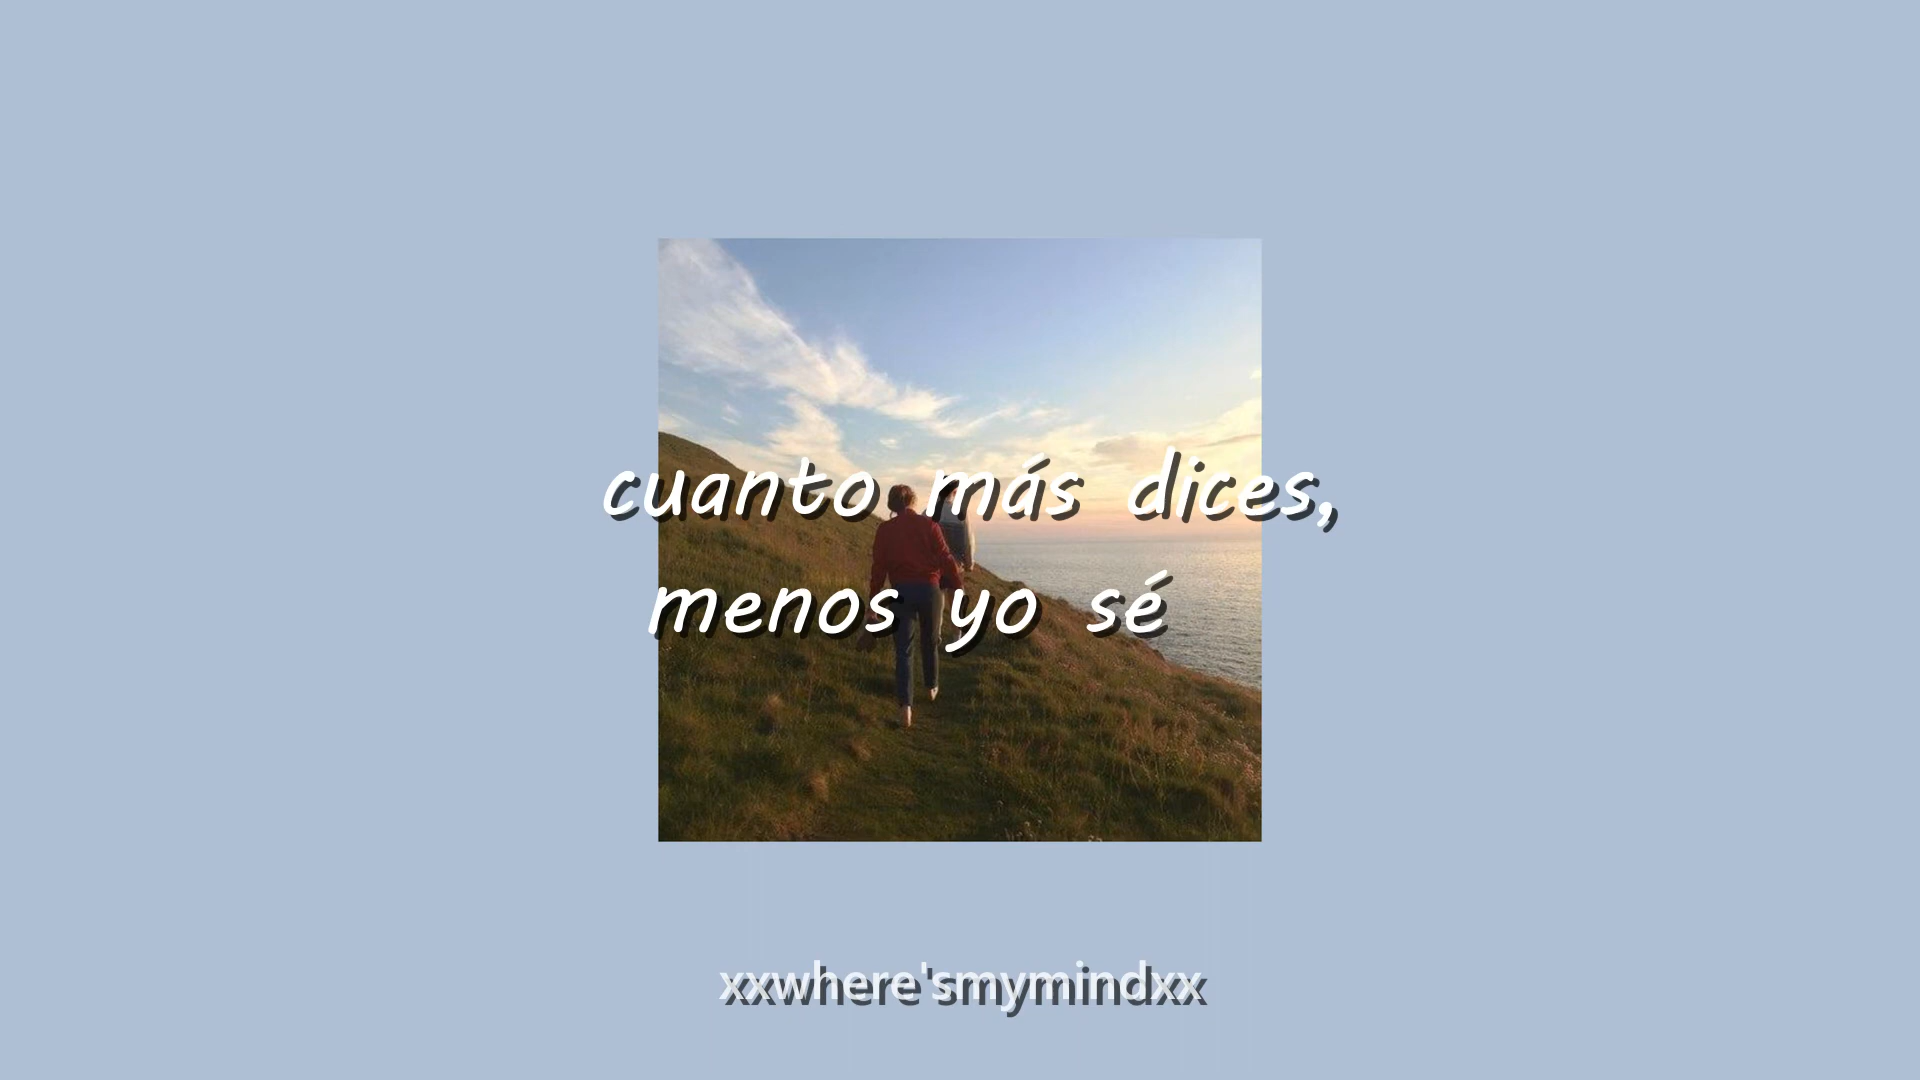 cuanto más dices,
menos yo sé
xxwhere'smymindxx